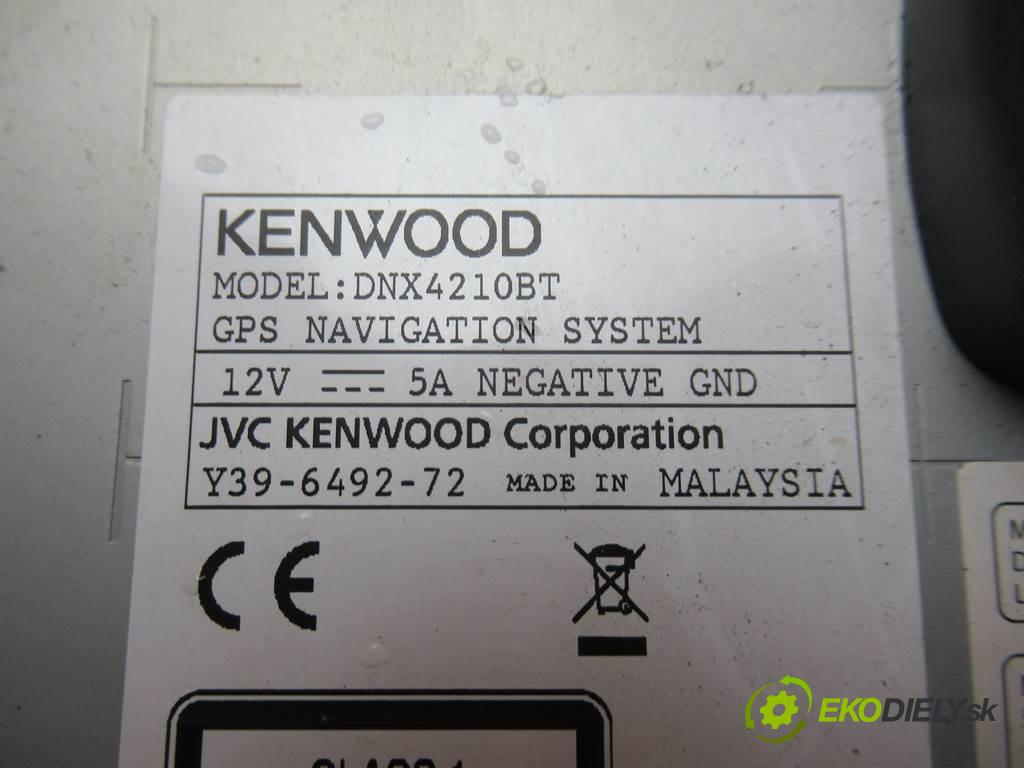 KENWOOD
MODEL:DNX4210BT
GPS NAVIGATION SYSTEM
12V 5A NEGATIVE GND
JVC KENWOOD Corporation
Y39-6492-72 MADE IN MALAYSIA
CE
EKODIELY.sk